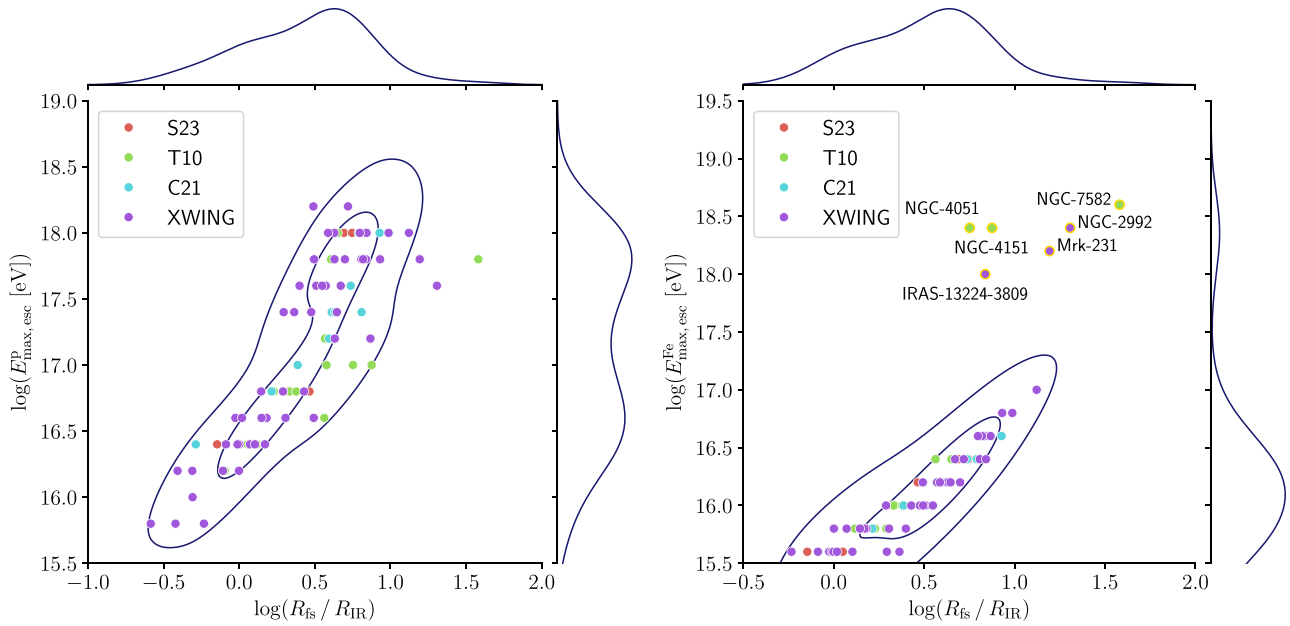 19.0
18.5
18.0
17.5
17.0
16.5
16.0
15.5
log(E^p_max, esc [eV])
S23
T10
C21
XWING
−1.0 −0.5 0.0 0.5 1.0 1.5 2.0
log(R_fs / R_IR)
19.5
19.0
18.5
18.0
17.5
17.0
16.5
16.0
15.5
log(E^Fe_max, esc [eV])
S23
T10
C21
XWING
NGC-7582
NGC-4051
NGC-2992
NGC-4151
Mrk-231
IRAS-13224-3809
−0.5 0.0 0.5 1.0 1.5 2.0
log(R_fs / R_IR)